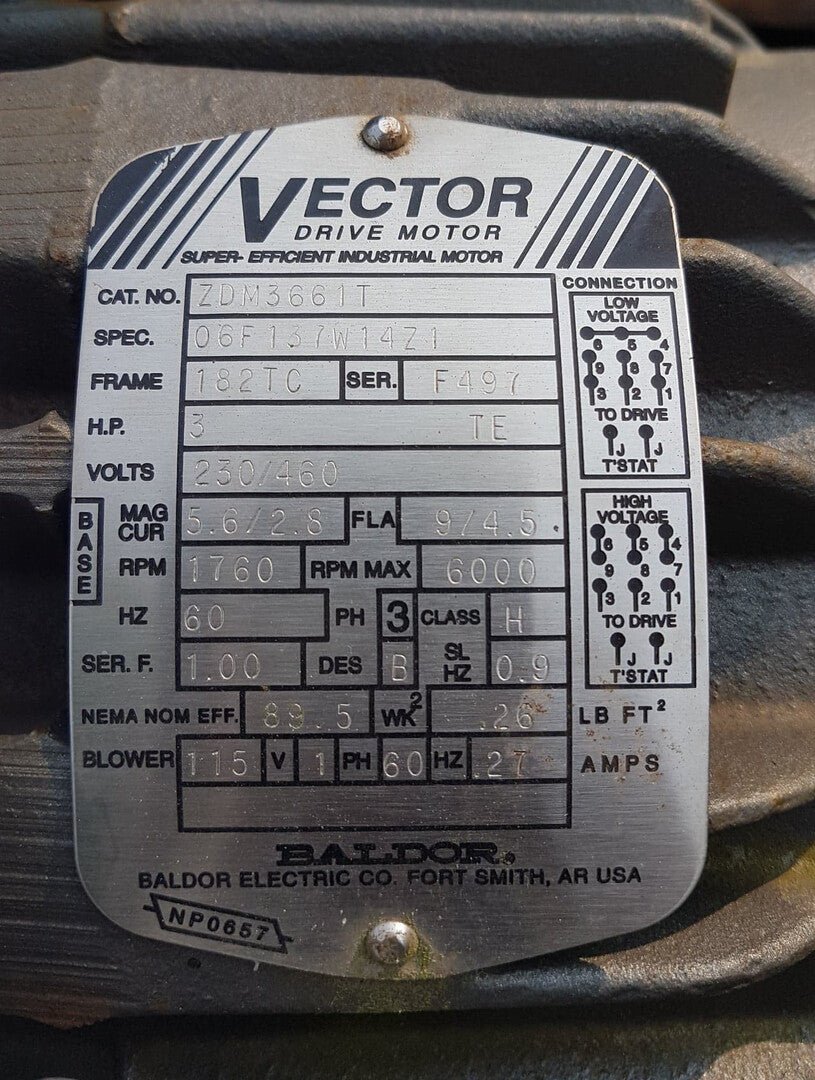 VECTOR
DRIVE MOTOR
SUPER-EFFICIENT INDUSTRIAL MOTOR
CAT. NO. ZDM3661T
SPEC. 06F137W14Z1
FRAME 182TC SER. F497
H.P. 3 TE
VOLTS 230/460
BASE
MAG CUR 5.6/2.8 FLA 9/4.5
RPM 1760 RPM MAX 6000
HZ 60 PH 3 CLASS H
SER. F. 1.00 DES B SL HZ 0.9
NEMA NOM EFF. 89.5 WK² .26 LB FT²
BLOWER 115 V 1 PH 60 HZ .27 AMPS
CONNECTION
LOW
VOLTAGE
6 5 4
9 8 7
3 2 1
TO DRIVE
J J
T'STAT
HIGH
VOLTAGE
6 5 4
9 8 7
3 2 1
TO DRIVE
J J
T'STAT
BALDOR
BALDOR ELECTRIC CO. FORT SMITH, AR USA
NP0657